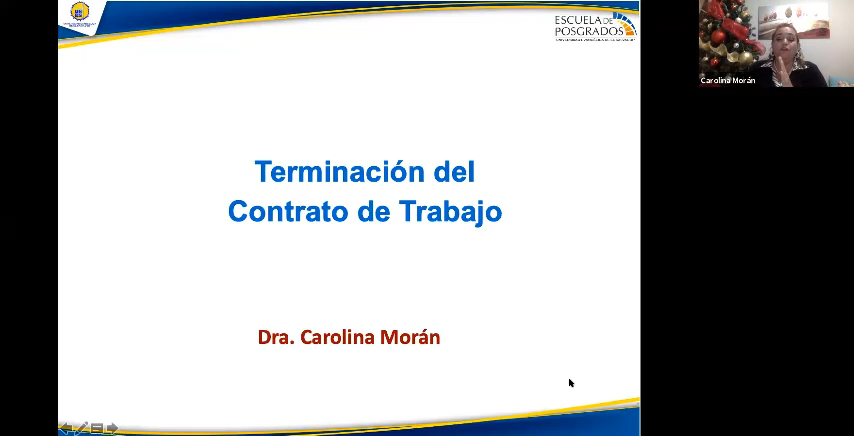 ESCUELA DE
POSGRADOS
Carolina Morán
Terminación del
Contrato de Trabajo
Dra. Carolina Morán